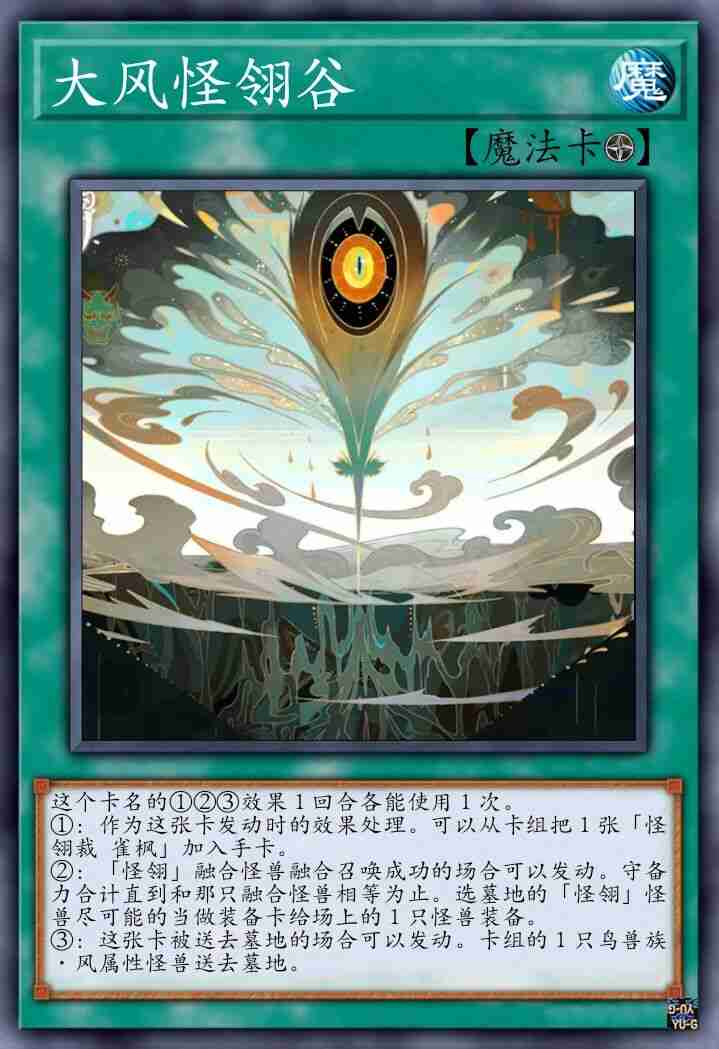 大风怪翎谷
魔
【魔法卡】
这个卡名的①②③效果1回合各能使用1次。
①：作为这张卡发动时的效果处理。可以从卡组把1张「怪
翎裁 雀枫」加入手卡。
②：「怪翎」融合怪兽融合召唤成功的场合可以发动。守备
力合计直到和那只融合怪兽相等为止。选墓地的「怪翎」怪
兽尽可能的当做装备卡给场上的1只怪兽装备。
③：这张卡被送去墓地的场合可以发动。卡组的1只鸟兽族
・风属性怪兽送去墓地。
YU-G